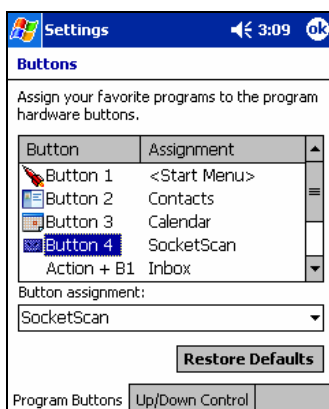 Settings 3:09 ok
Buttons
Assign your favorite programs to the program
hardware buttons.
Button Assignment
Button 1 <Start Menu>
Button 2 Contacts
Button 3 Calendar
Button 4 SocketScan
Action + B1 Inbox
Button assignment:
SocketScan
Restore Defaults
Program Buttons Up/Down Control